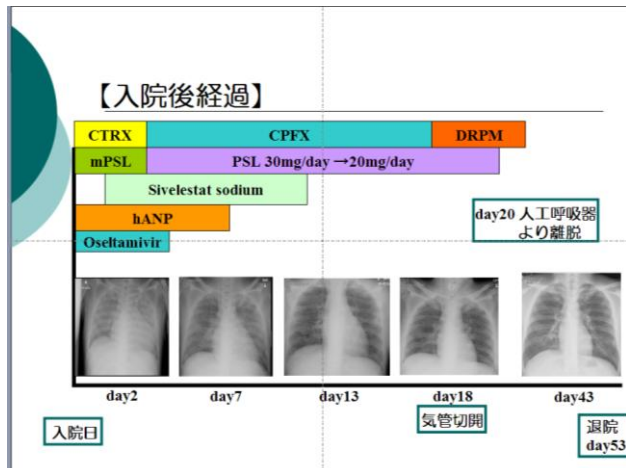 【入院後経過】
CTRX CPFX DRPM
mPSL PSL 30mg/day →20mg/day
Sivelestat sodium
hANP
Oseltamivir
day20 人工呼吸器
より離脱
day2 day7 day13 day18 day43
入院日
気管切開
退院
day53